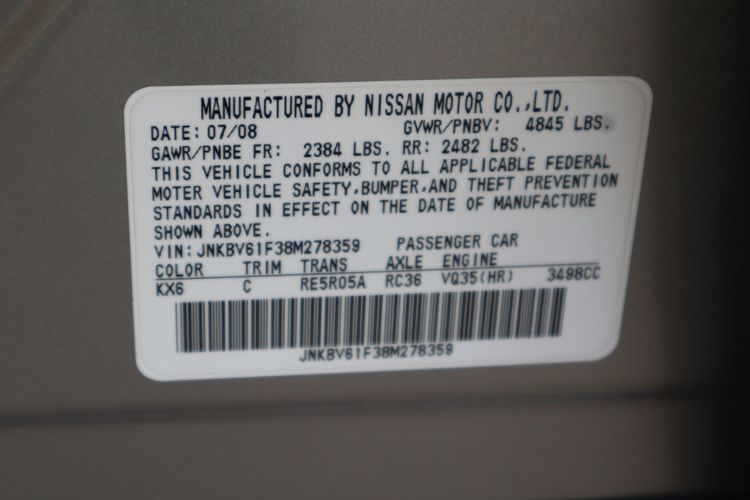 MANUFACTURED BY NISSAN MOTOR CO.,LTD.
DATE: 07/08 GVWR/PNBV: 4845 LBS.
GAWR/PNBE FR: 2384 LBS. RR: 2482 LBS.
THIS VEHICLE CONFORMS TO ALL APPLICABLE FEDERAL
MOTER VEHICLE SAFETY,BUMPER,AND THEFT PREVENTION
STANDARDS IN EFFECT ON THE DATE OF MANUFACTURE
SHOWN ABOVE.
VIN: JNKBV61F38M278359 PASSENGER CAR
COLOR TRIM TRANS AXLE ENGINE
KX6 C RE5R05A RC36 VQ35(HR) 3498CC
JNKBV61F38M278359